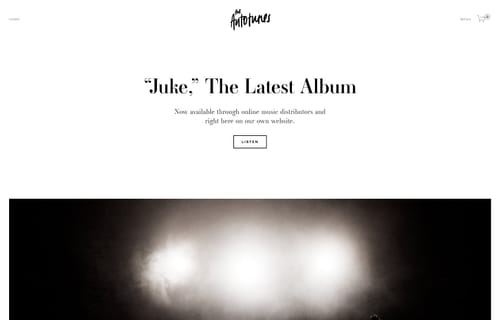 HOME
the Autotunes
MENU
0
“Juke,” The Latest Album
Now available through online music distributors and
right here on our own website.
LISTEN